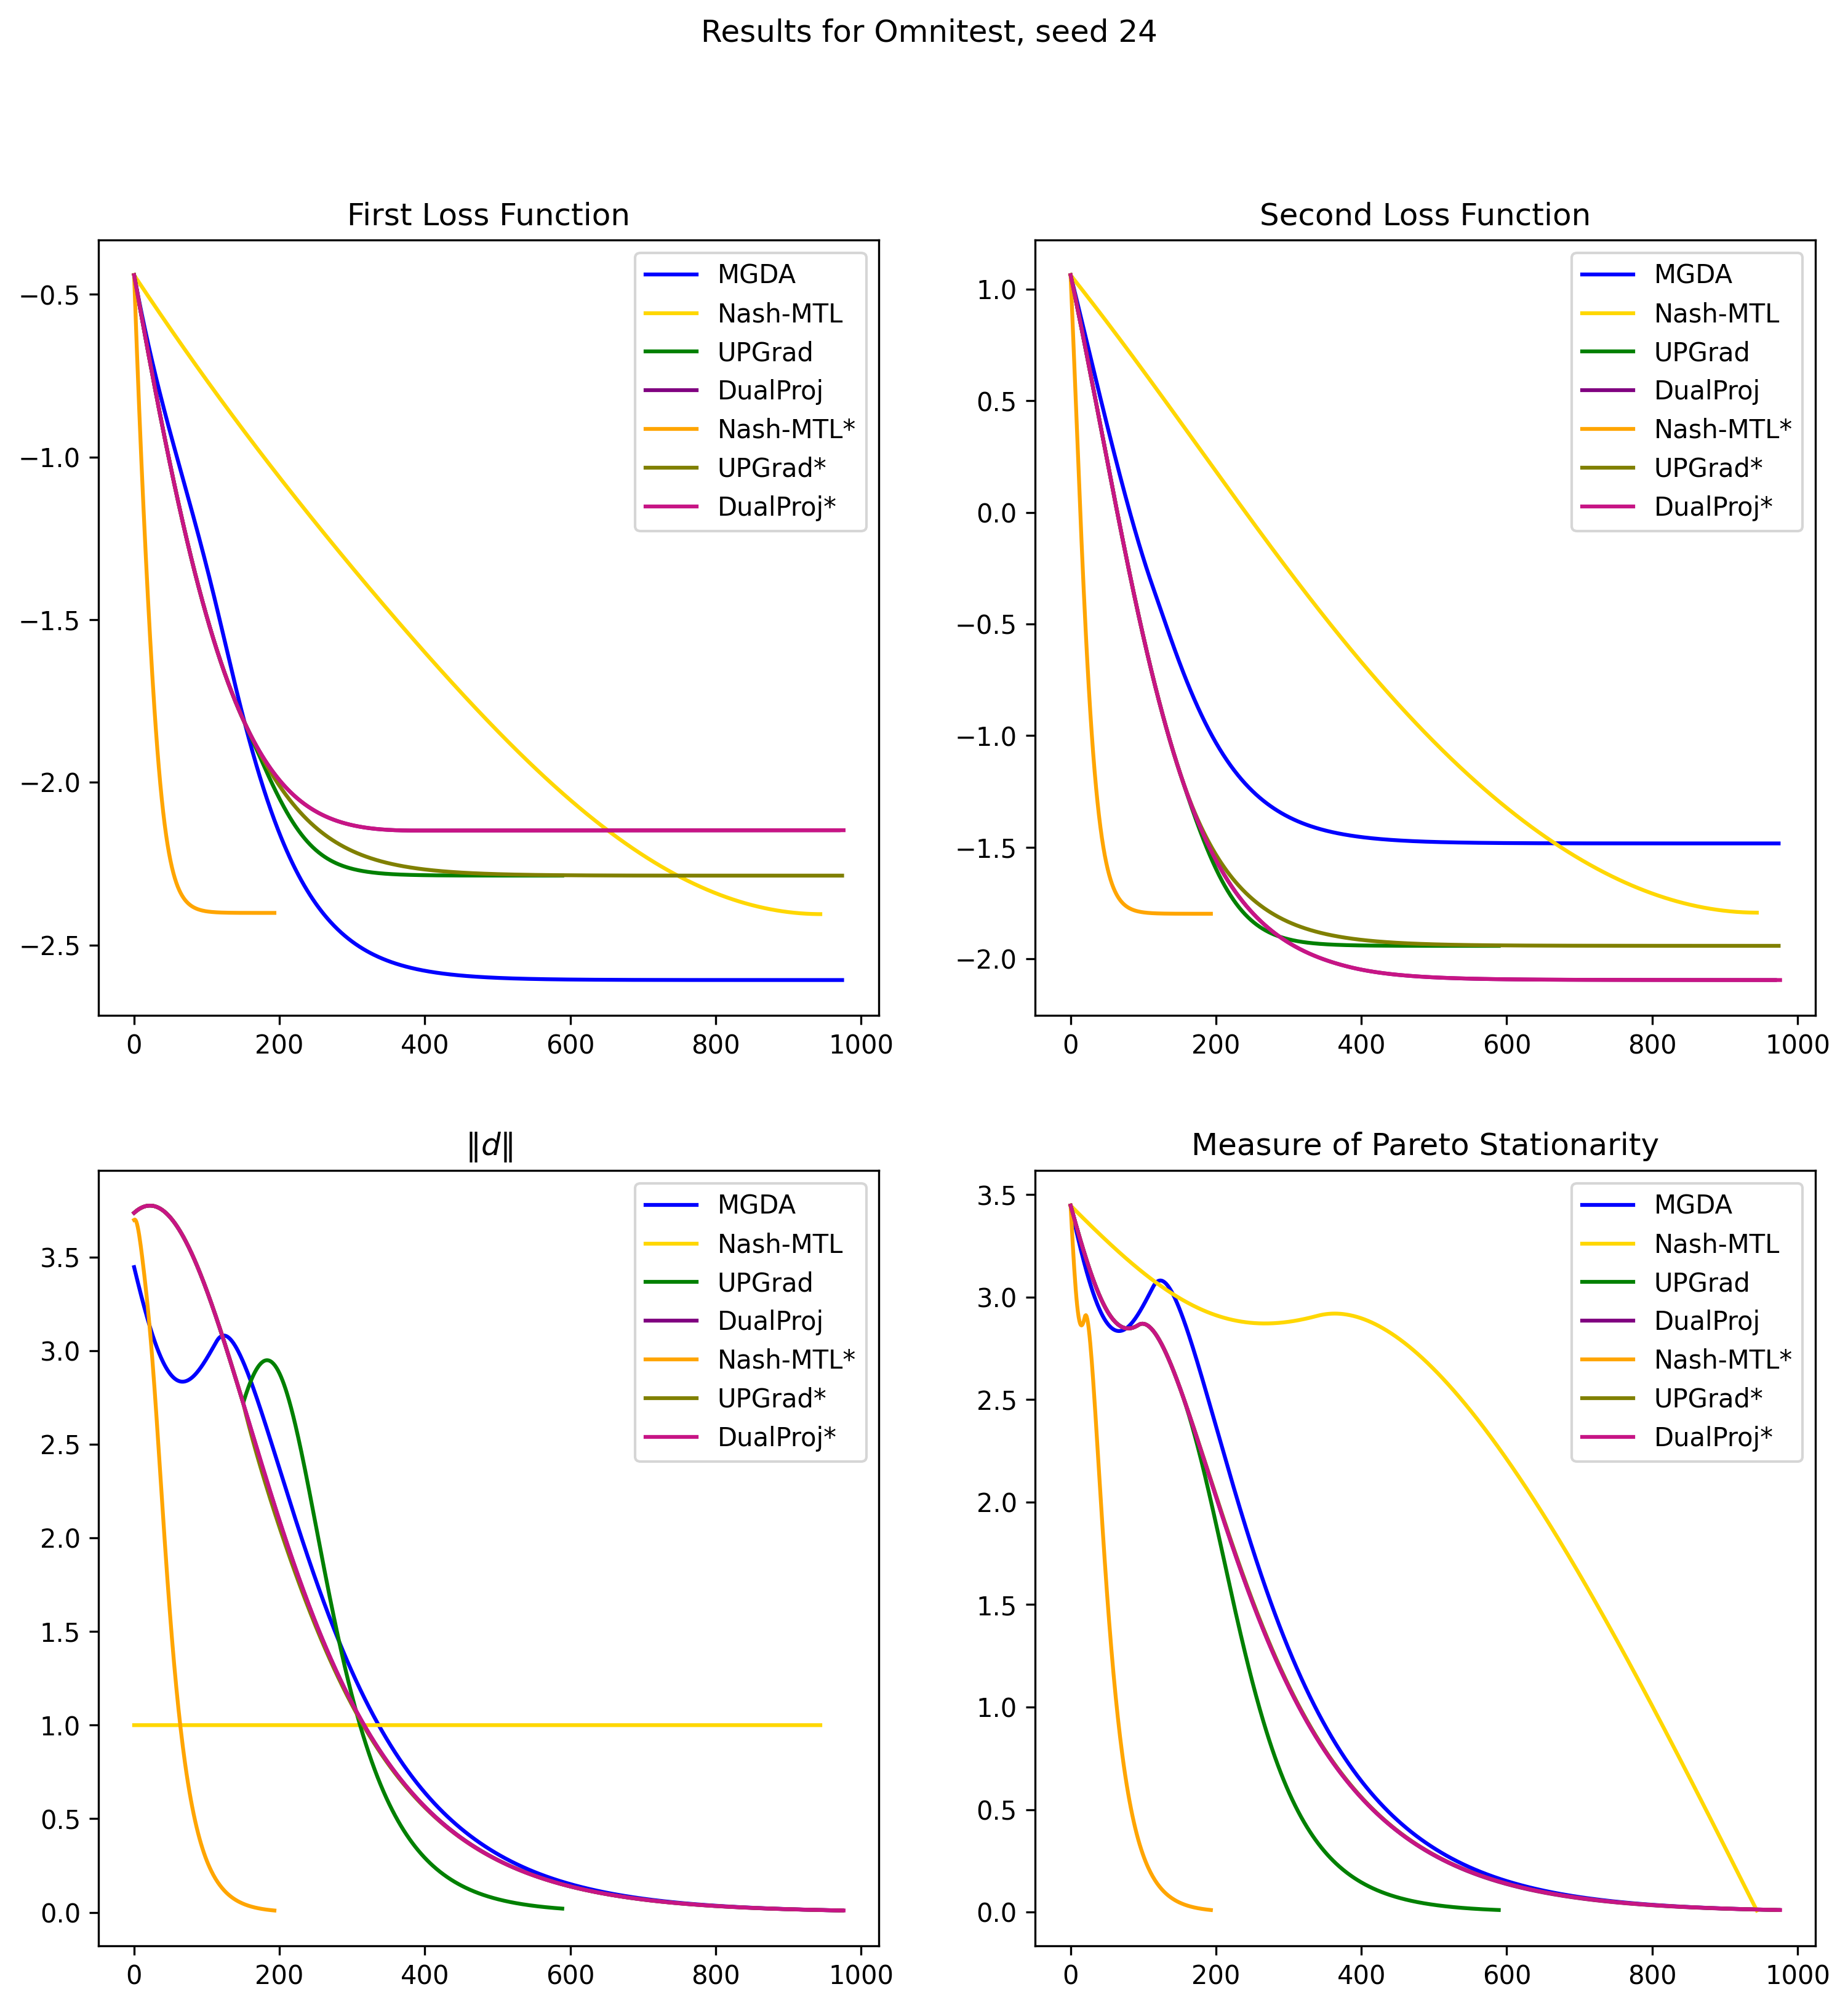 Results for Omnitest, seed 24
First Loss Function
−0.5
−1.0
−1.5
−2.0
−2.5
0 200 400 600 800 1000
MGDA
Nash-MTL
UPGrad
DualProj
Nash-MTL*
UPGrad*
DualProj*
Second Loss Function
1.0
0.5
0.0
−0.5
−1.0
−1.5
−2.0
0 200 400 600 800 1000
MGDA
Nash-MTL
UPGrad
DualProj
Nash-MTL*
UPGrad*
DualProj*
‖d‖
3.5
3.0
2.5
2.0
1.5
1.0
0.5
0.0
0 200 400 600 800 1000
MGDA
Nash-MTL
UPGrad
DualProj
Nash-MTL*
UPGrad*
DualProj*
Measure of Pareto Stationarity
3.5
3.0
2.5
2.0
1.5
1.0
0.5
0.0
0 200 400 600 800 1000
MGDA
Nash-MTL
UPGrad
DualProj
Nash-MTL*
UPGrad*
DualProj*